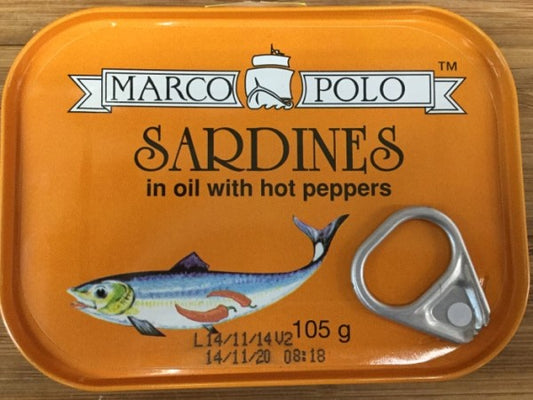 MARCO POLO ™
SARDINES
in oil with hot peppers
105 g
L14/11/14V2
14/11/20 08:18